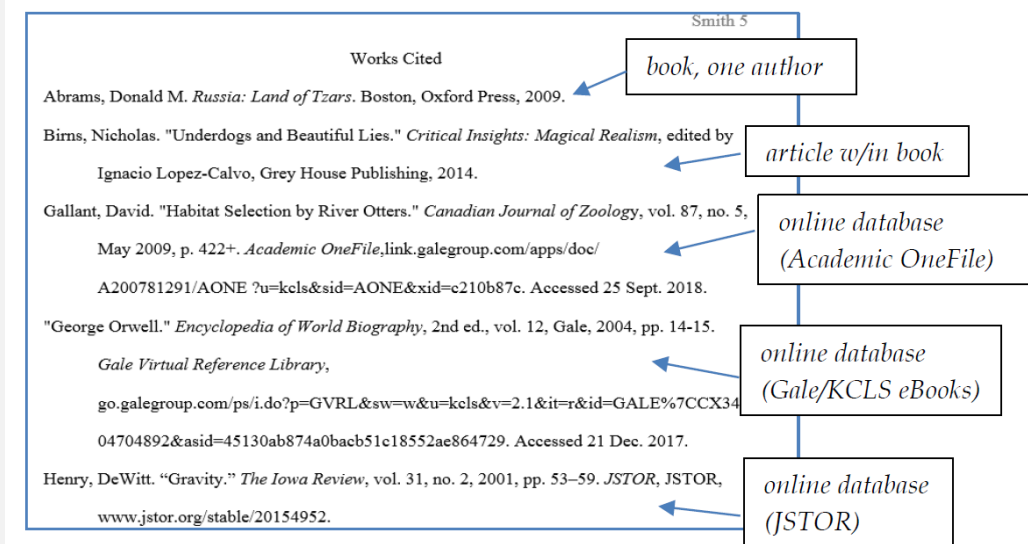 Smith 5
Works Cited
book, one author
Abrams, Donald M. Russia: Land of Tzars. Boston, Oxford Press, 2009.
Birns, Nicholas. "Underdogs and Beautiful Lies." Critical Insights: Magical Realism, edited by
Ignacio Lopez-Calvo, Grey House Publishing, 2014.
article w/in book
Gallant, David. "Habitat Selection by River Otters." Canadian Journal of Zoology, vol. 87, no. 5,
May 2009, p. 422+. Academic OneFile,link.galegroup.com/apps/doc/
A200781291/AONE ?u=kcls&sid=AONE&xid=c210b87c. Accessed 25 Sept. 2018.
online database
(Academic OneFile)
"George Orwell." Encyclopedia of World Biography, 2nd ed., vol. 12, Gale, 2004, pp. 14-15.
Gale Virtual Reference Library,
go.galegroup.com/ps/i.do?p=GVRL&sw=w&u=kcls&v=2.1&it=r&id=GALE%7CCX34
04704892&asid=45130ab874a0bacb51c18552ae864729. Accessed 21 Dec. 2017.
online database
(Gale/KCLS eBooks)
Henry, DeWitt. “Gravity.” The Iowa Review, vol. 31, no. 2, 2001, pp. 53–59. JSTOR, JSTOR,
www.jstor.org/stable/20154952.
online database
(JSTOR)